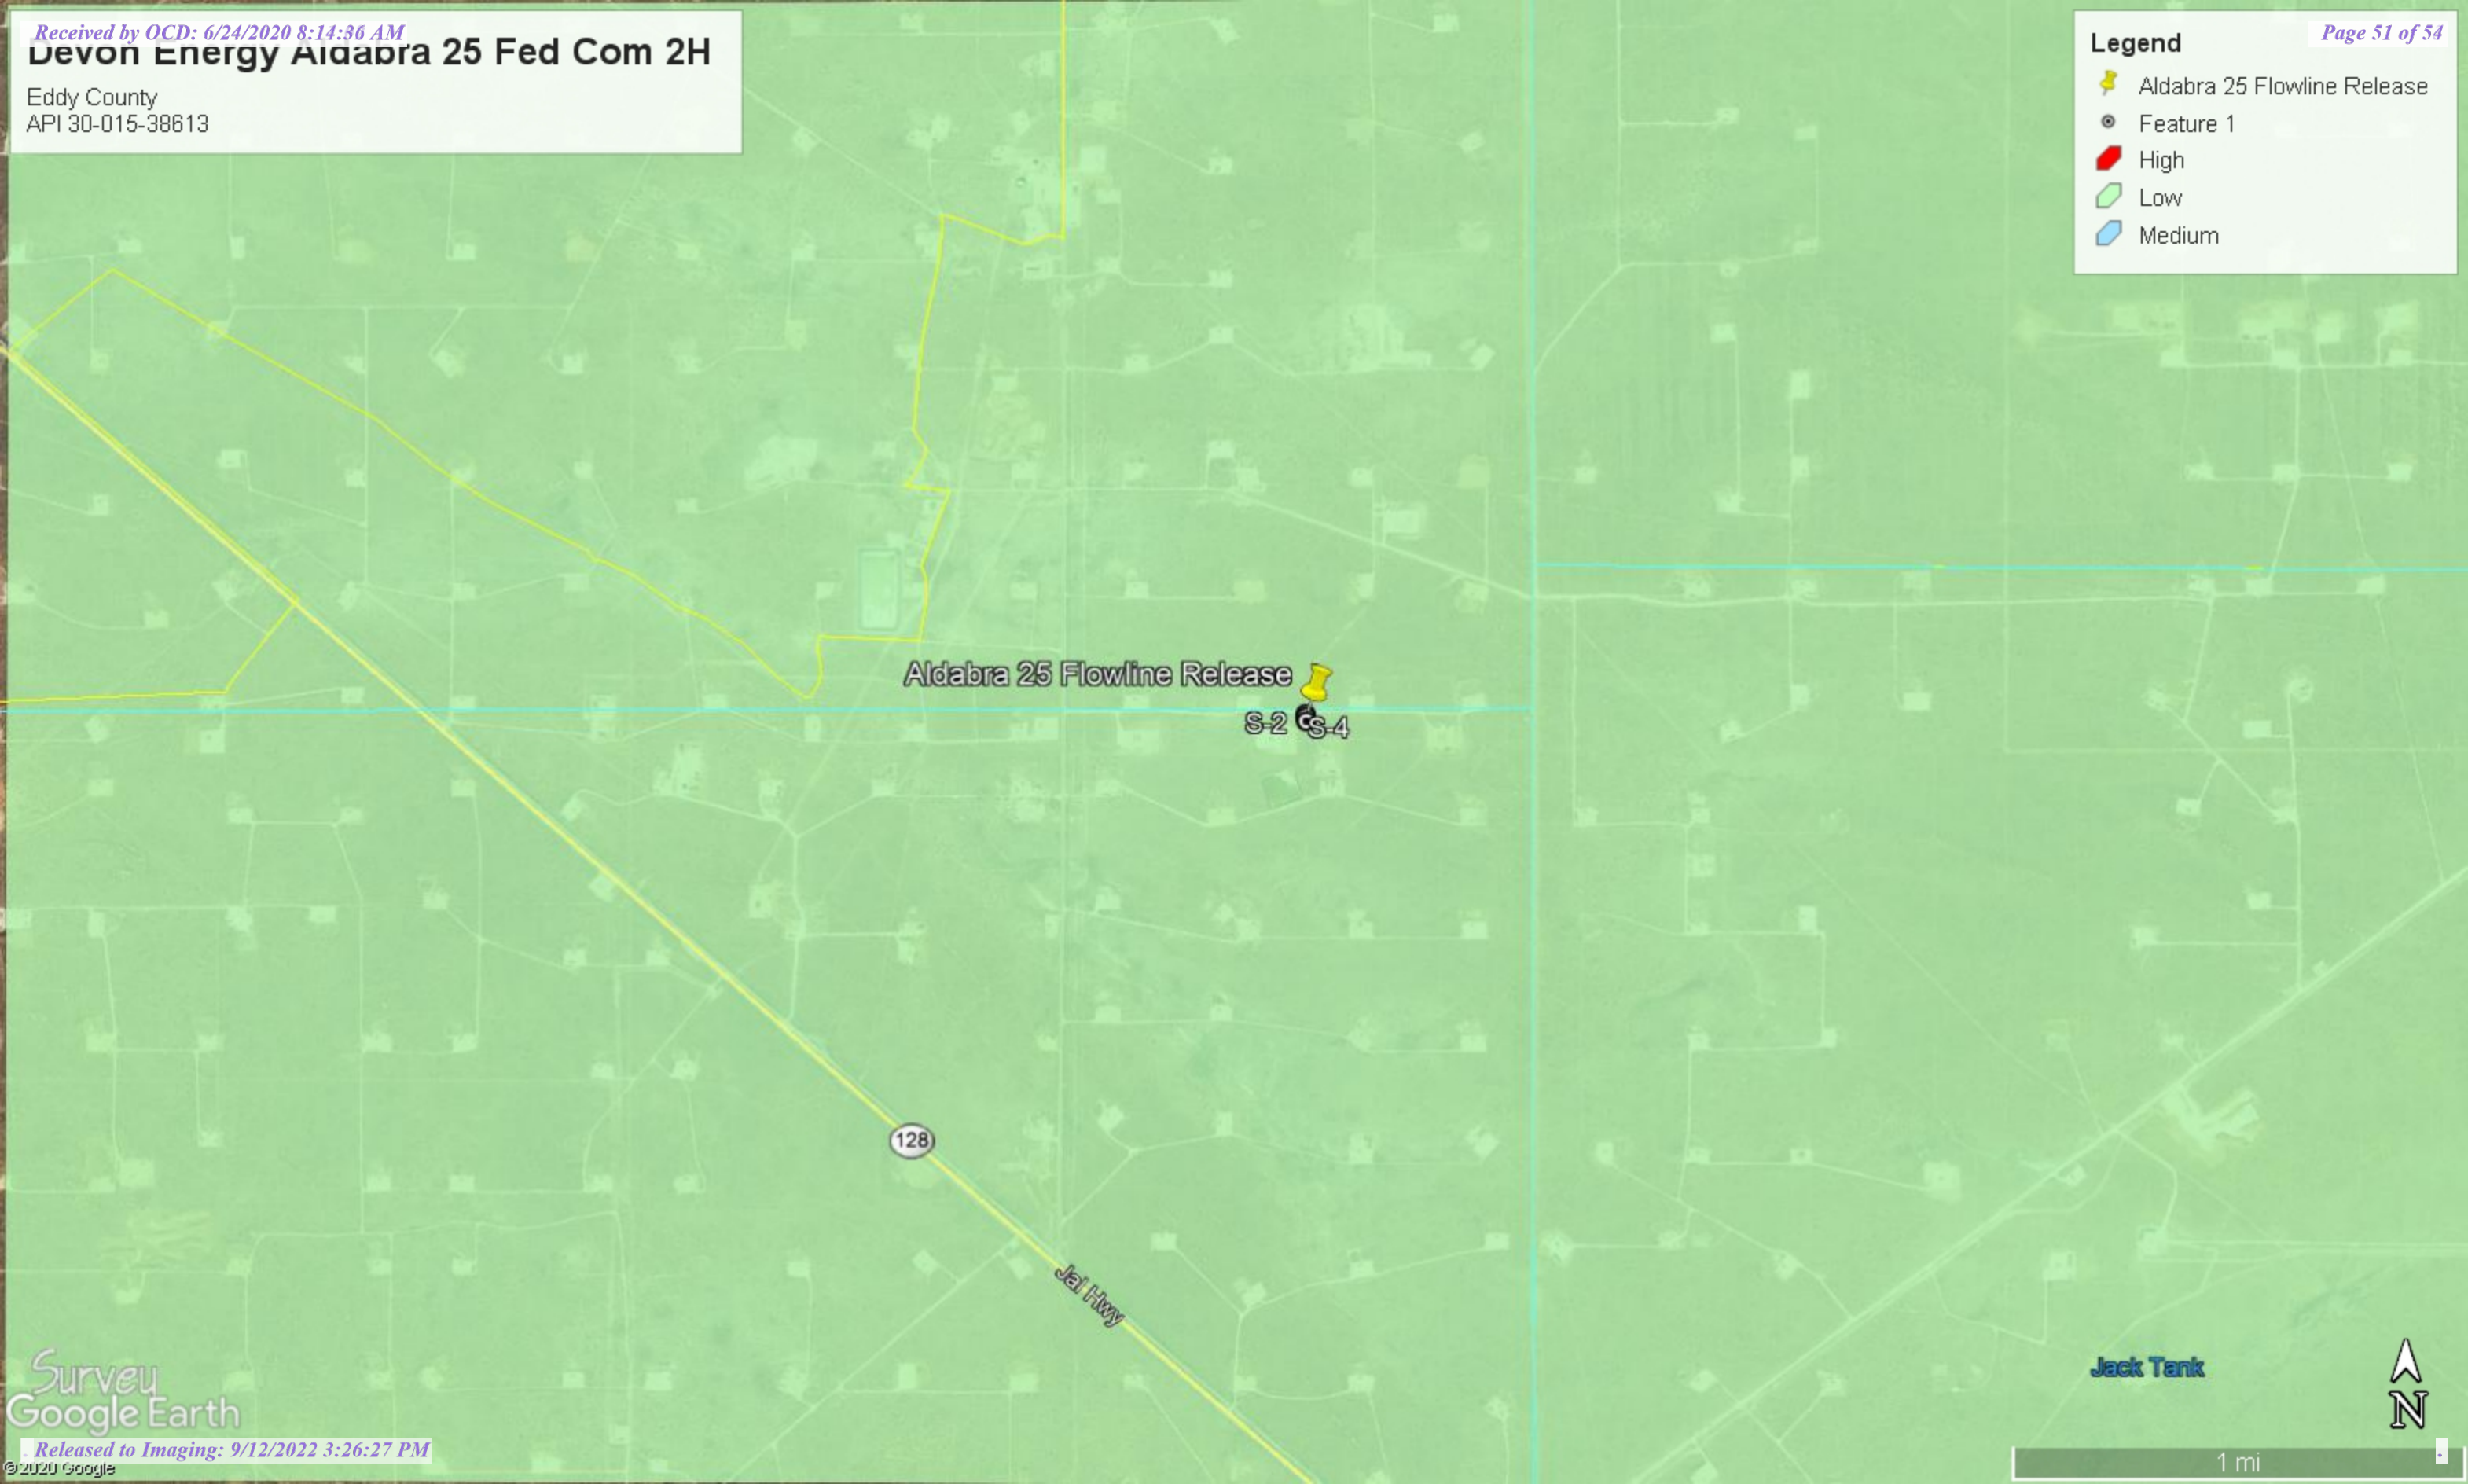 Received by OCD: 6/24/2020 8:14:36 AM
Page 51 of 54
Devon Energy Aldabra 25 Fed Com 2H
Eddy County
API 30-015-38613
Legend
Aldabra 25 Flowline Release
Feature 1
High
Low
Medium
Aldabra 25 Flowline Release
S-2
S-4
128
Jal Hwy
Jack Tank
N
Survey
Google Earth
Released to Imaging: 9/12/2022 3:26:27 PM
© 2020 Google
1 mi